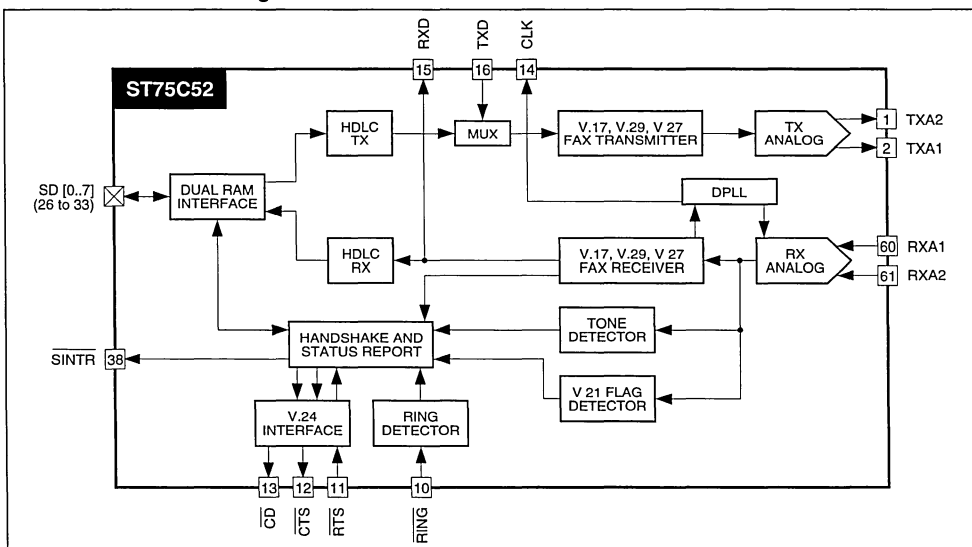 RXD
TXD
CLK
15
16
14
ST75C52
HDLC
TX
MUX
V.17, V.29, V 27
FAX TRANSMITTER
TX
ANALOG
1
TXA2
2
TXA1
SD [0..7]
(26 to 33)
DUAL RAM
INTERFACE
DPLL
HDLC
RX
V.17, V.29, V 27
FAX RECEIVER
RX
ANALOG
60
RXA1
61
RXA2
HANDSHAKE AND
STATUS REPORT
TONE
DETECTOR
SINTR
38
V 21 FLAG
DETECTOR
V.24
INTERFACE
RING
DETECTOR
13
12
11
10
CD
CTS
RTS
RING